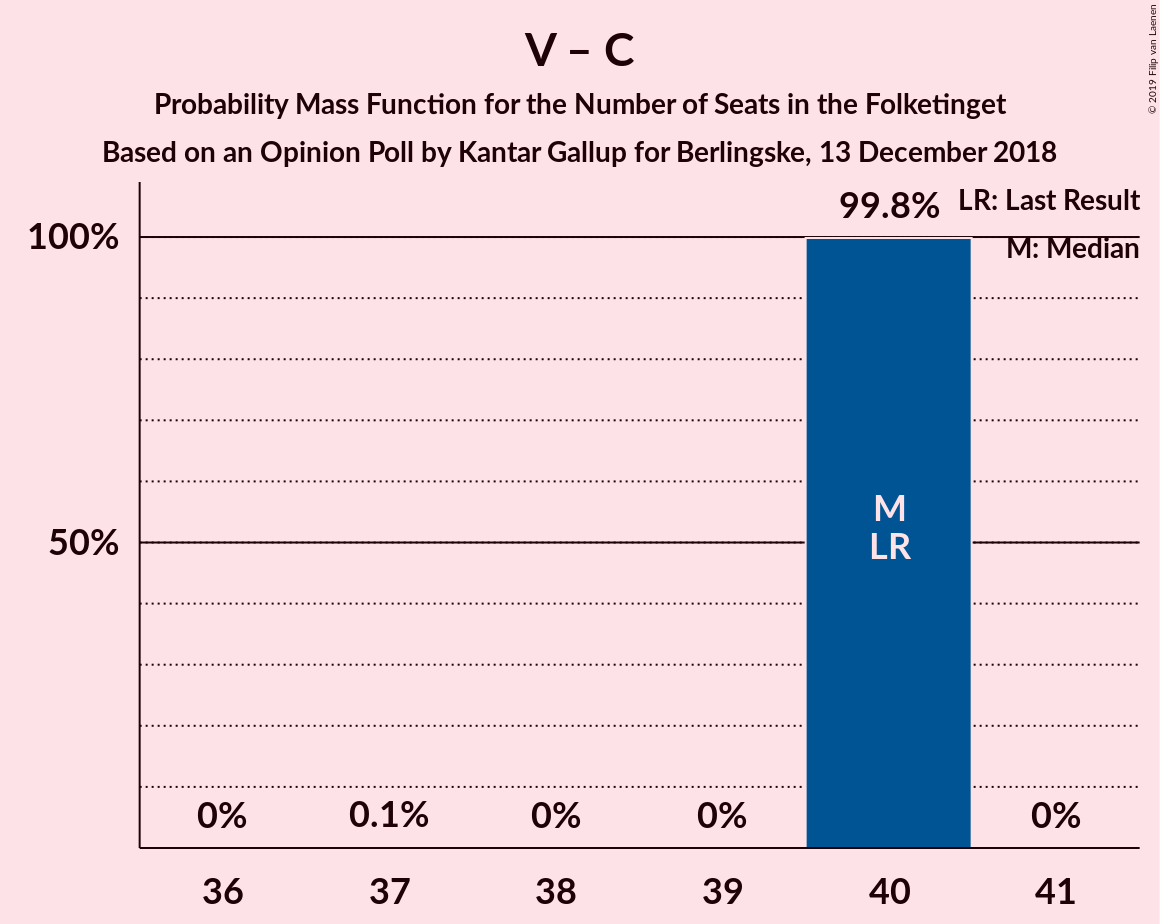 V – C
Probability Mass Function for the Number of Seats in the Folketinget
Based on an Opinion Poll by Kantar Gallup for Berlingske, 13 December 2018
© 2019 Filip van Laenen
99.8%
LR: Last Result
M: Median
100%
50%
M
LR
0%
0.1%
0%
0%
0%
36
37
38
39
40
41